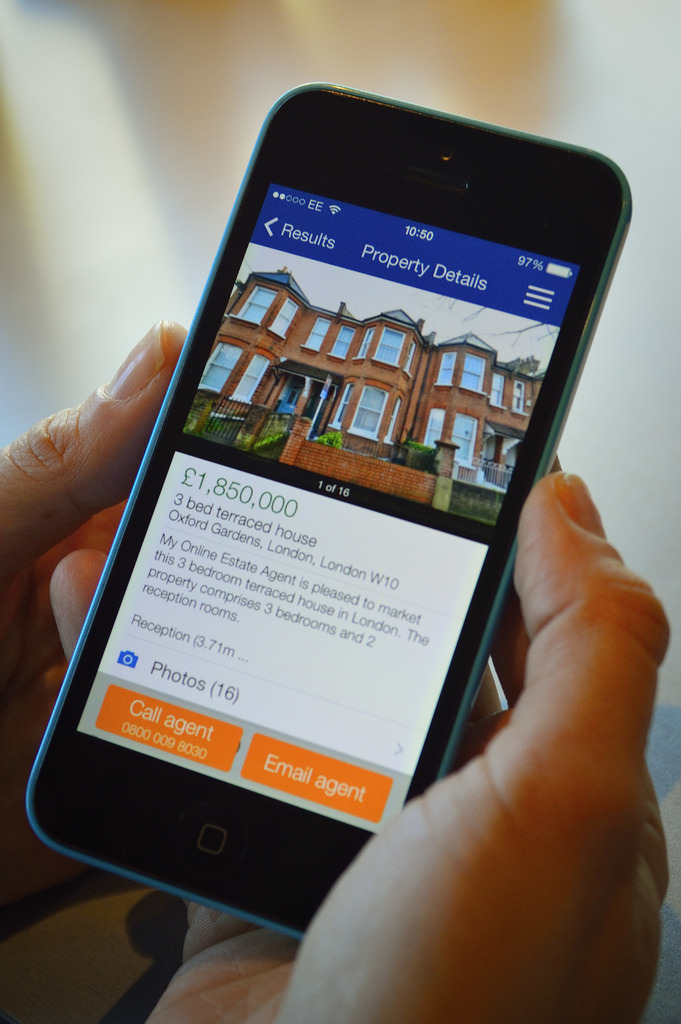 EE
10:50
97%
Results
Property Details
1 of 16
£1,850,000
3 bed terraced house
Oxford Gardens, London, London W10
My Online Estate Agent is pleased to market
this 3 bedroom terraced house in London. The
property comprises 3 bedrooms and 2
reception rooms.
Reception (3.71m ...
Photos (16)
Call agent
0800 009 8030
Email agent